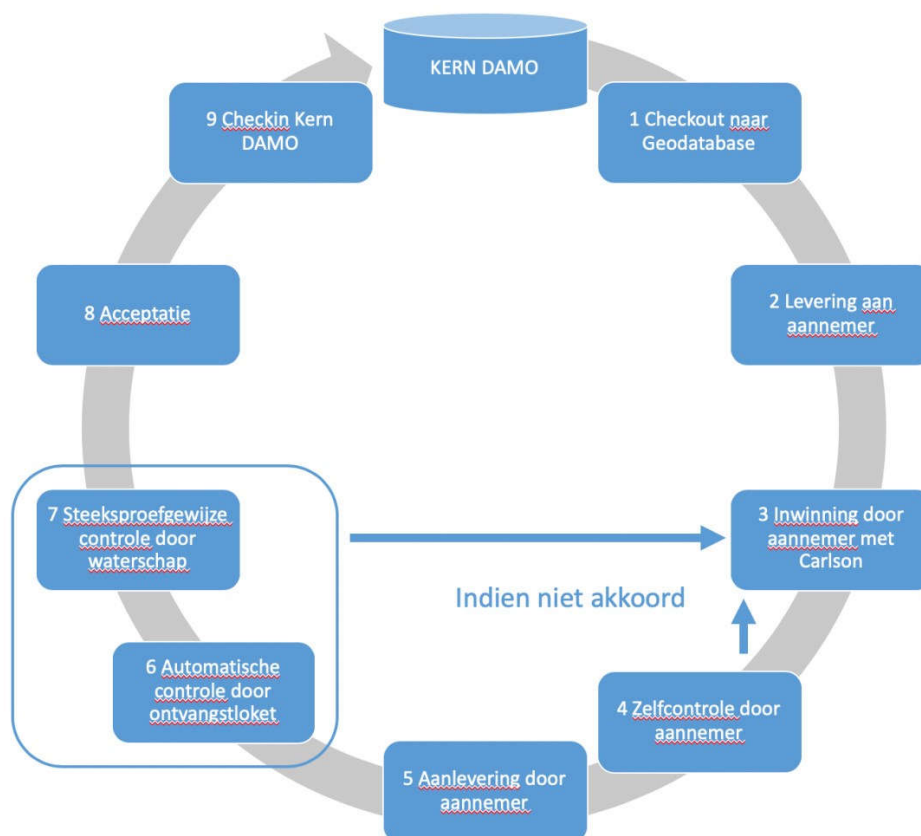 KERN DAMO
1 Checkout naar
Geodatabase
2 Levering aan
aannemer
3 Inwinning door
aannemer met
Carlson
4 Zelfcontrole door
aannemer
5 Aanlevering door
aannemer
6 Automatische
controle door
ontvangstloket
7 Steeksproefgewijze
controle door
waterschap
8 Acceptatie
9 Checkin Kern
DAMO
Indien niet akkoord